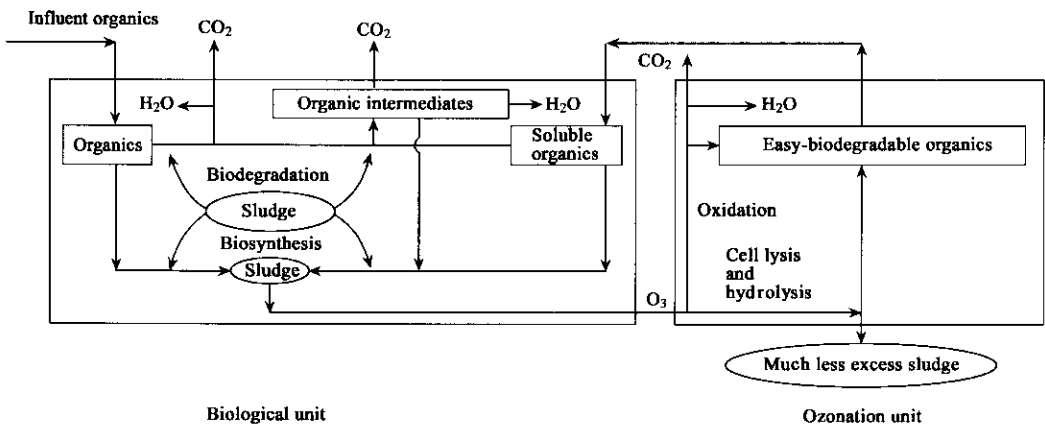 Influent organics
CO₂
CO₂
CO₂
H₂O
Organic intermediates
H₂O
H₂O
Organics
Soluble
organics
Easy-biodegradable organics
Biodegradation
Sludge
Oxidation
Biosynthesis
Sludge
Cell lysis
and
hydrolysis
O₃
Much less excess sludge
Biological unit
Ozonation unit